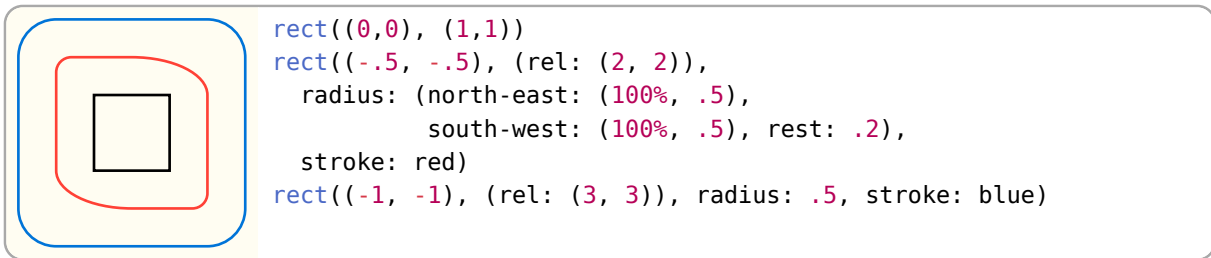 rect((0,0), (1,1))
rect((-.5, -.5), (rel: (2, 2)),
  radius: (north-east: (100%, .5),
           south-west: (100%, .5), rest: .2),
  stroke: red)
rect((-1, -1), (rel: (3, 3)), radius: .5, stroke: blue)